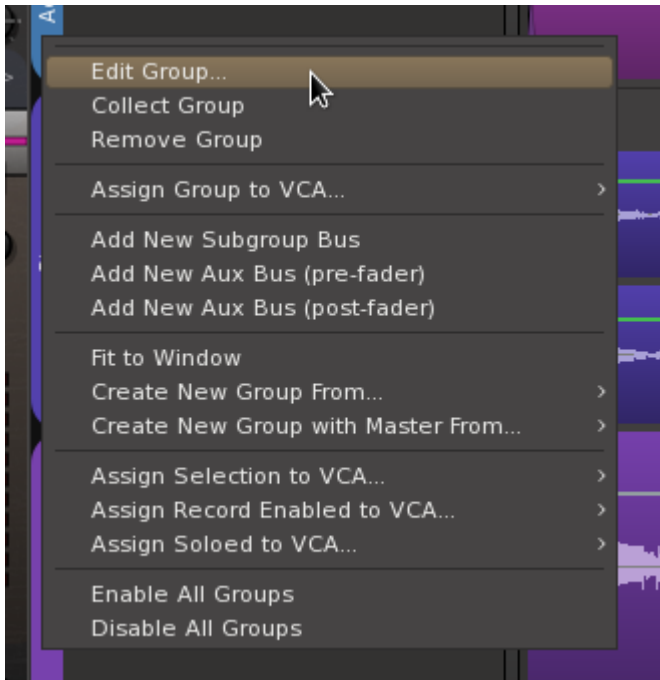 Edit Group...
Collect Group
Remove Group
Assign Group to VCA...
Add New Subgroup Bus
Add New Aux Bus (pre-fader)
Add New Aux Bus (post-fader)
Fit to Window
Create New Group From...
Create New Group with Master From...
Assign Selection to VCA...
Assign Record Enabled to VCA...
Assign Soloed to VCA...
Enable All Groups
Disable All Groups